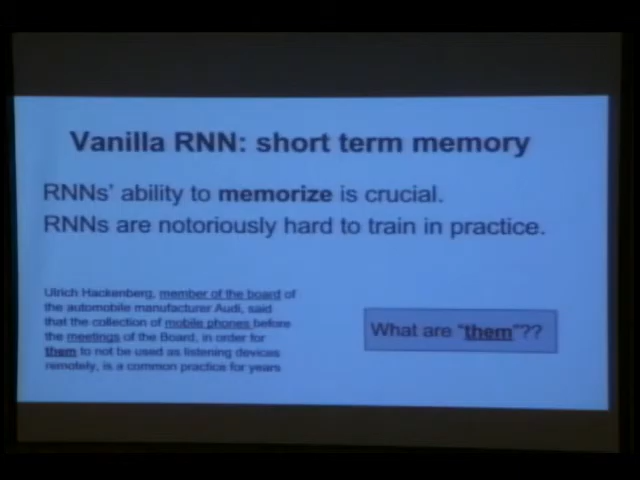 Vanilla RNN: short term memory
RNNs' ability to memorize is crucial.
RNNs are notoriously hard to train in practice.
Ulrich Hackenberg, member of the board of
the automobile manufacturer Audi, said
that the collection of mobile phones before
the meetings of the Board, in order for
them to not be used as listening devices
remotely, is a common practice for years
What are "them"??